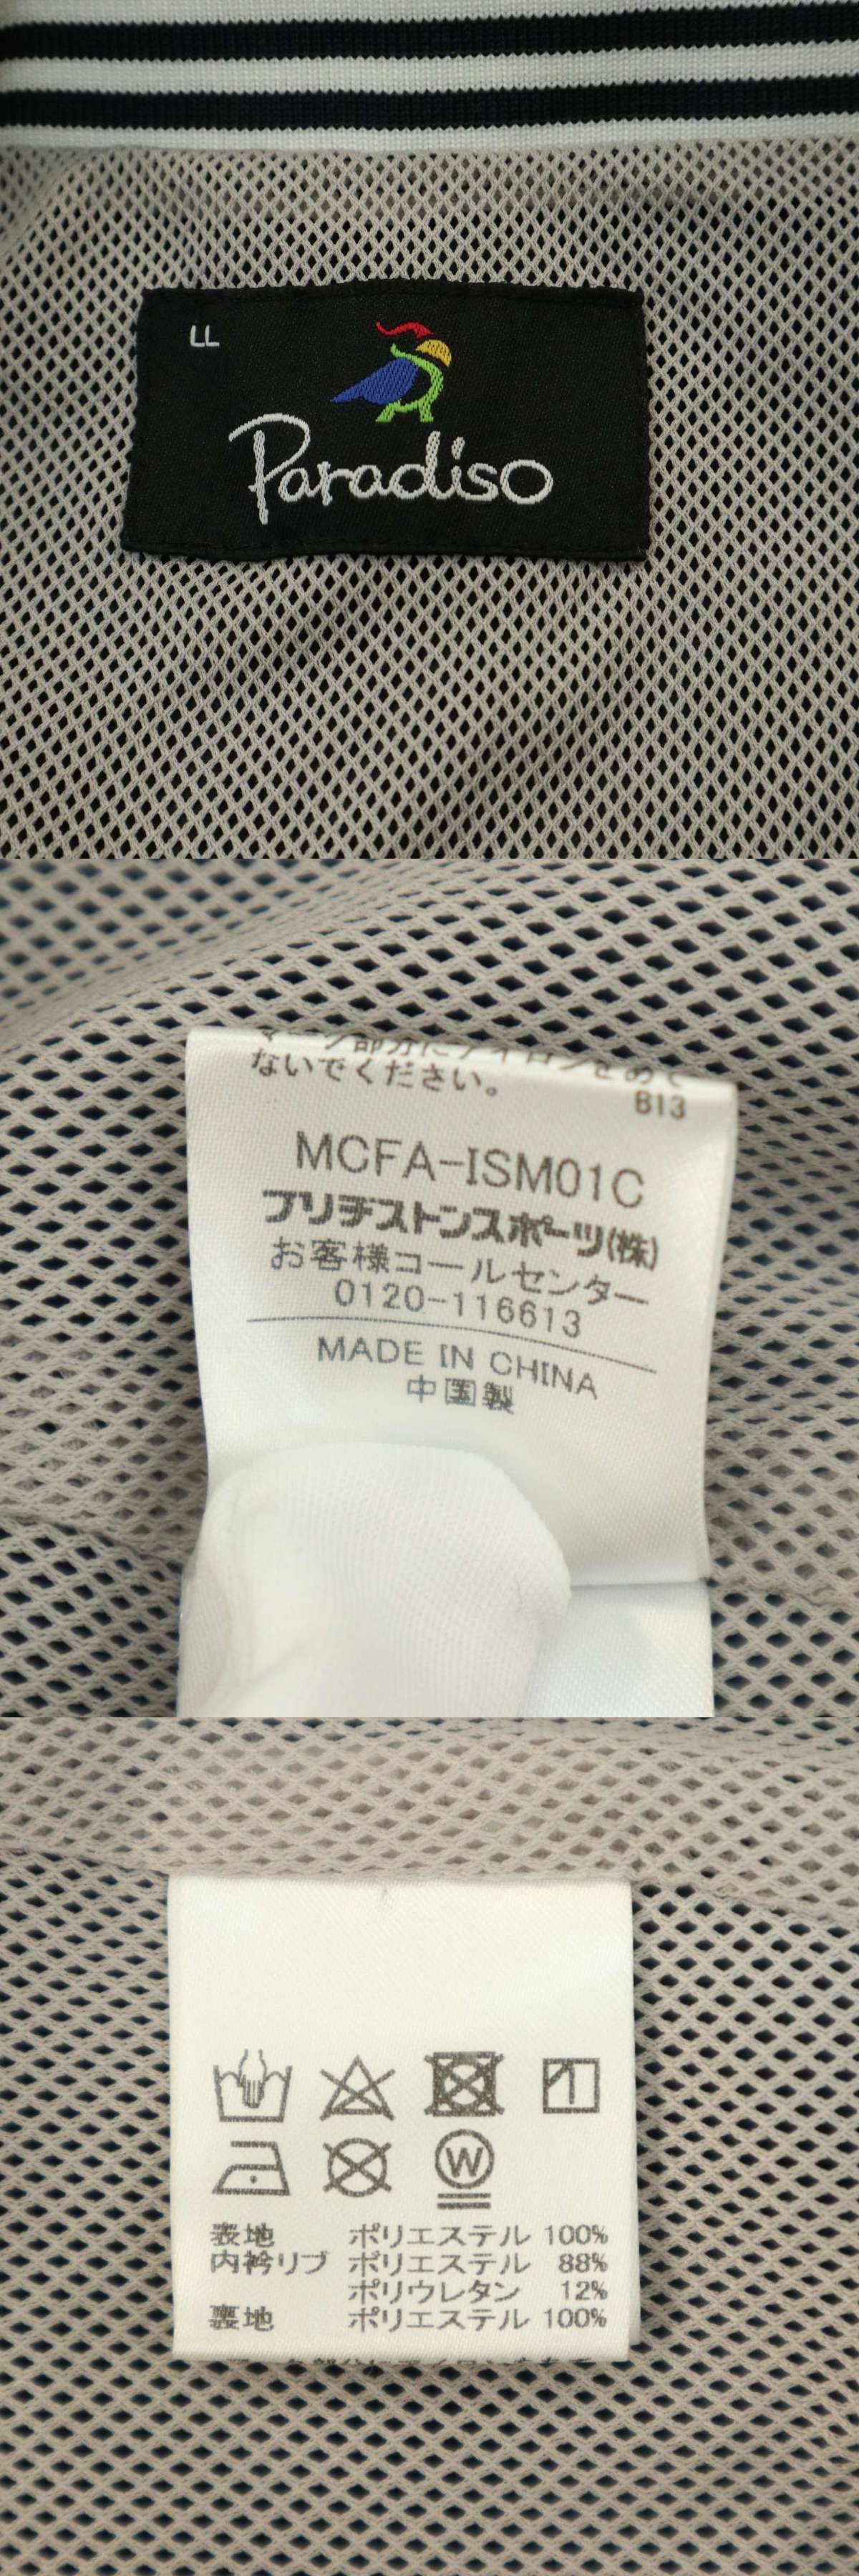 LL
Paradiso
ないでください。
B13
MCFA-ISM01C
ブリヂストンスポーツ(株)
お客様コールセンター
0120-116613
MADE IN CHINA
中国製
W
表地 ポリエステル 100%
内衿リブ ポリエステル 88%
ポリウレタン 12%
裏地 ポリエステル 100%